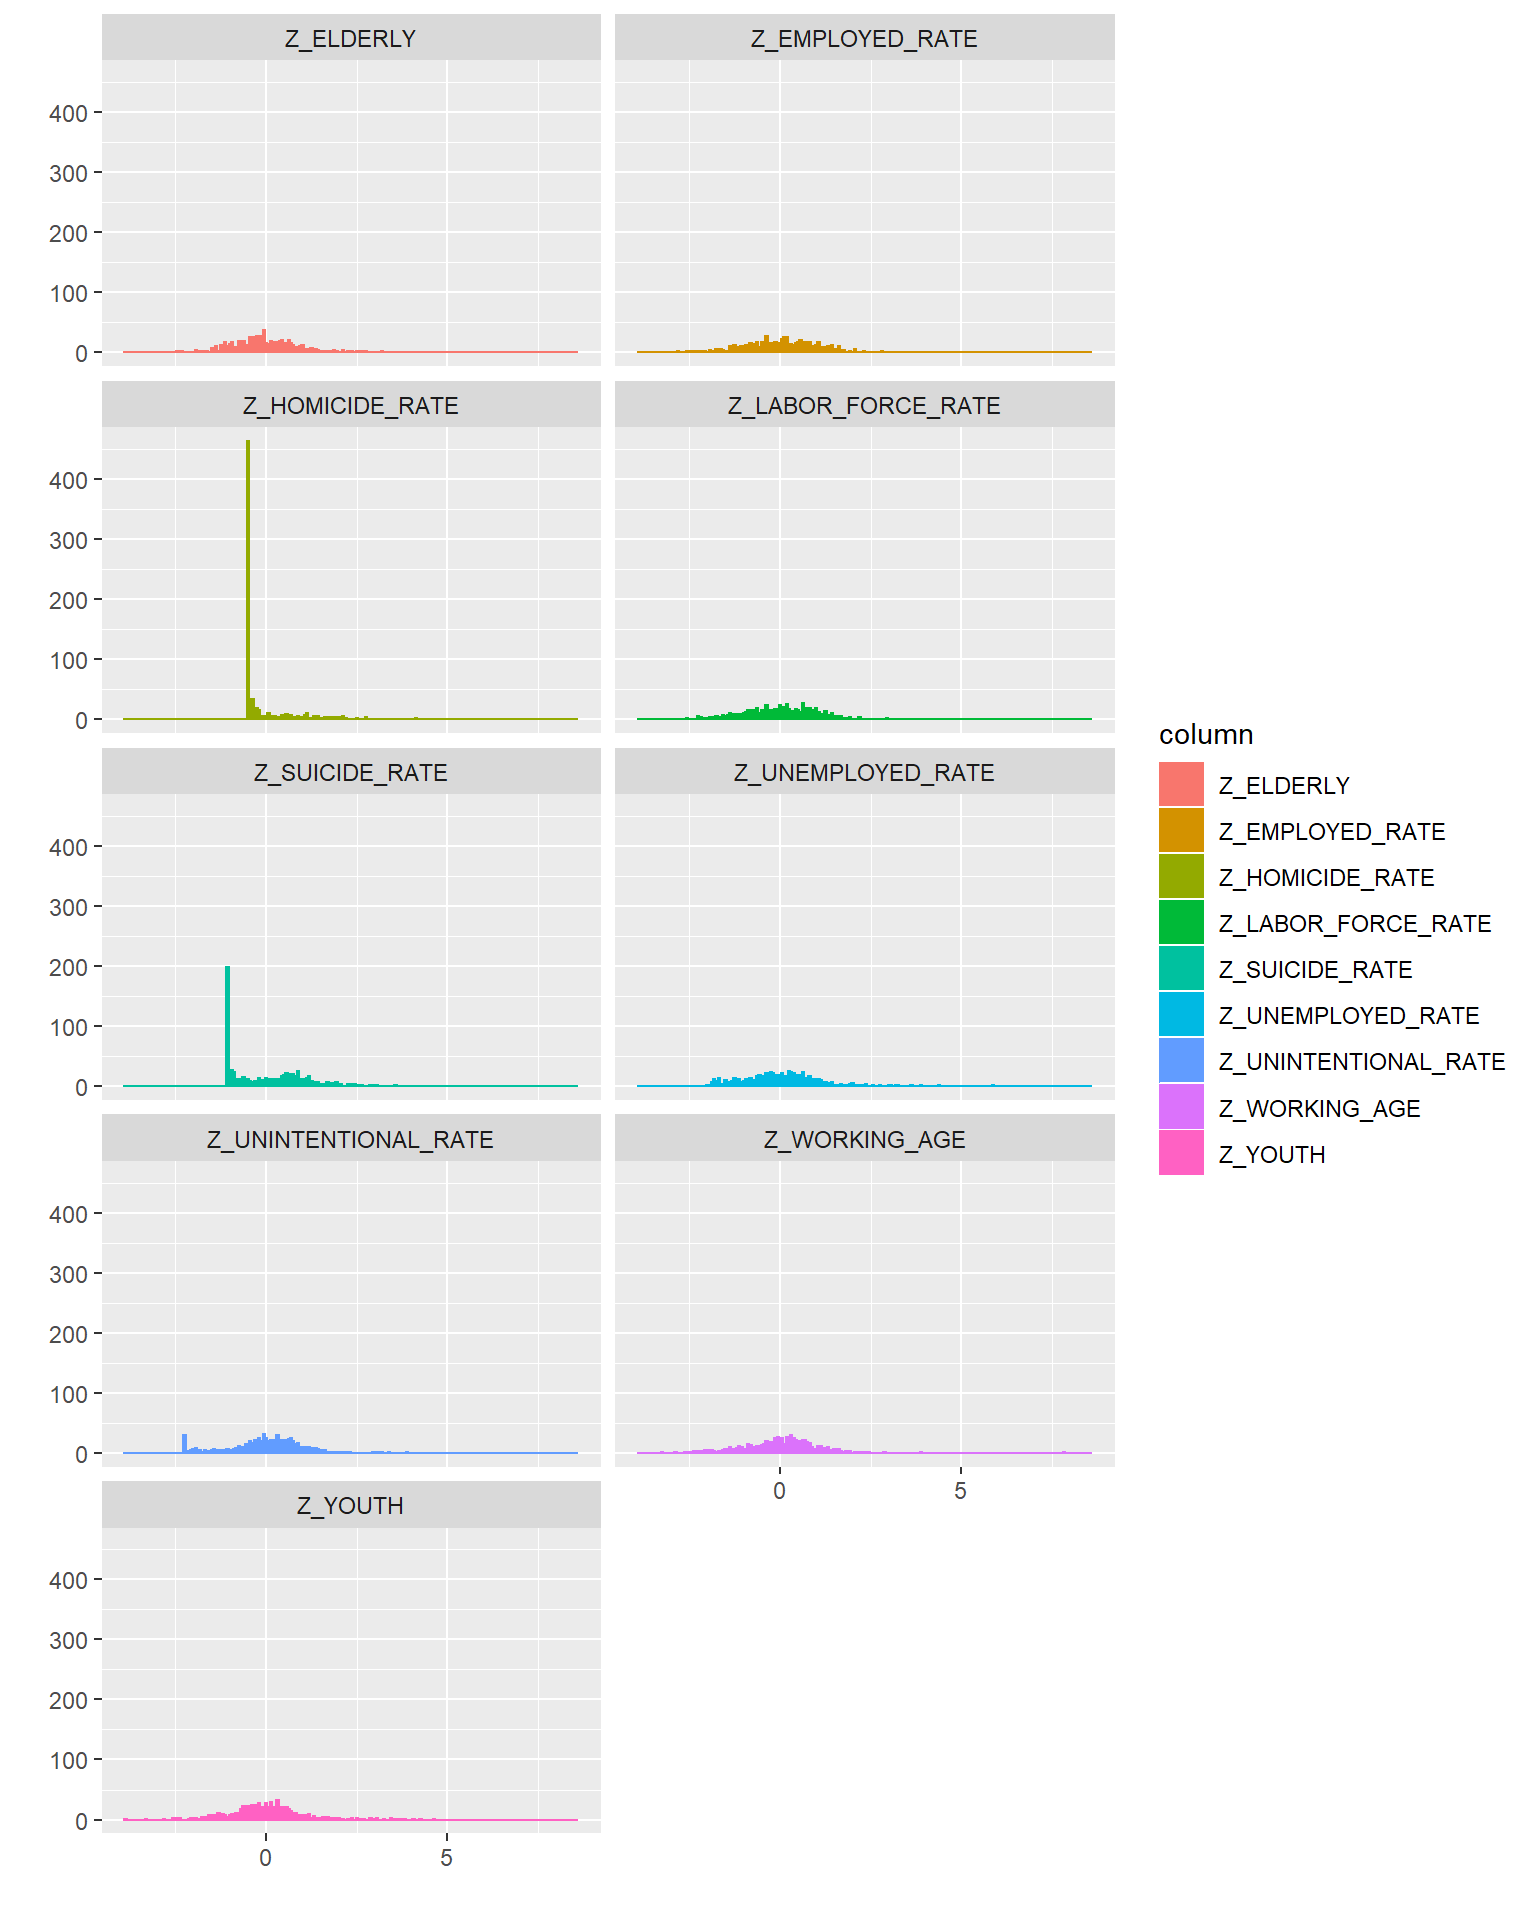 Z_ELDERLY
Z_EMPLOYED_RATE
400
300
200
100
0
Z_HOMICIDE_RATE
Z_LABOR_FORCE_RATE
400
300
200
100
0
Z_SUICIDE_RATE
Z_UNEMPLOYED_RATE
400
300
200
100
0
Z_UNINTENTIONAL_RATE
Z_WORKING_AGE
400
300
200
100
0
0
5
Z_YOUTH
400
300
200
100
0
0
5
column
Z_ELDERLY
Z_EMPLOYED_RATE
Z_HOMICIDE_RATE
Z_LABOR_FORCE_RATE
Z_SUICIDE_RATE
Z_UNEMPLOYED_RATE
Z_UNINTENTIONAL_RATE
Z_WORKING_AGE
Z_YOUTH